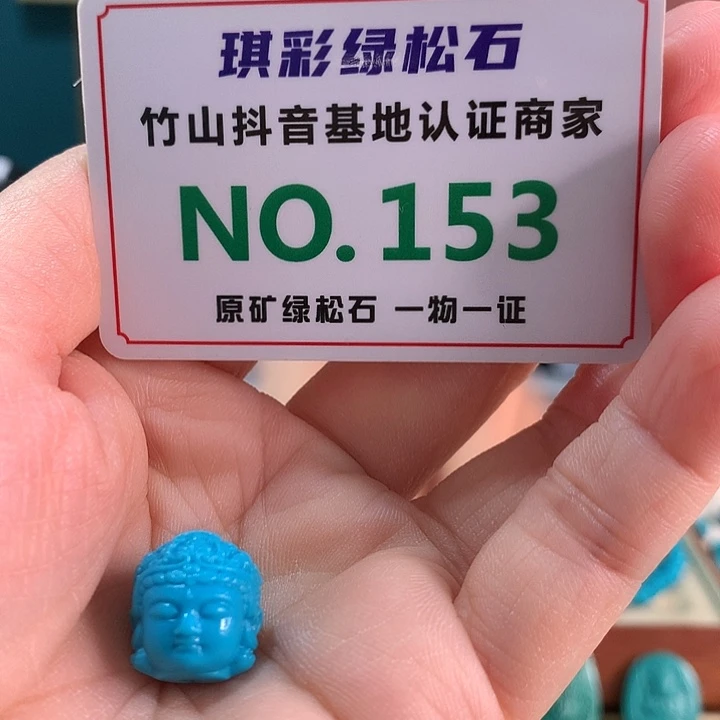 琪彩绿松石
竹山抖音基地认证商家
NO.153
原矿绿松石 一物一证